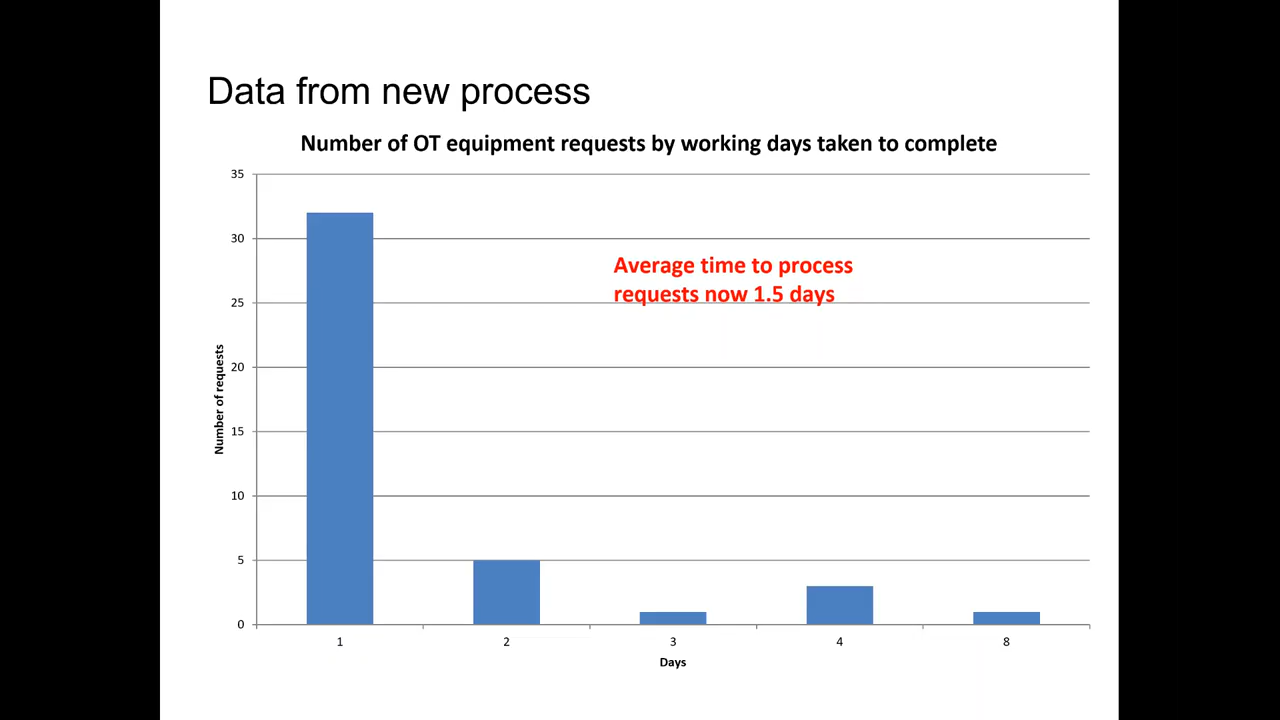 Data from new process
Number of OT equipment requests by working days taken to complete
35
30
25
20
15
10
5
0
Number of requests
Average time to process
requests now 1.5 days
1 2 3 4 8
Days